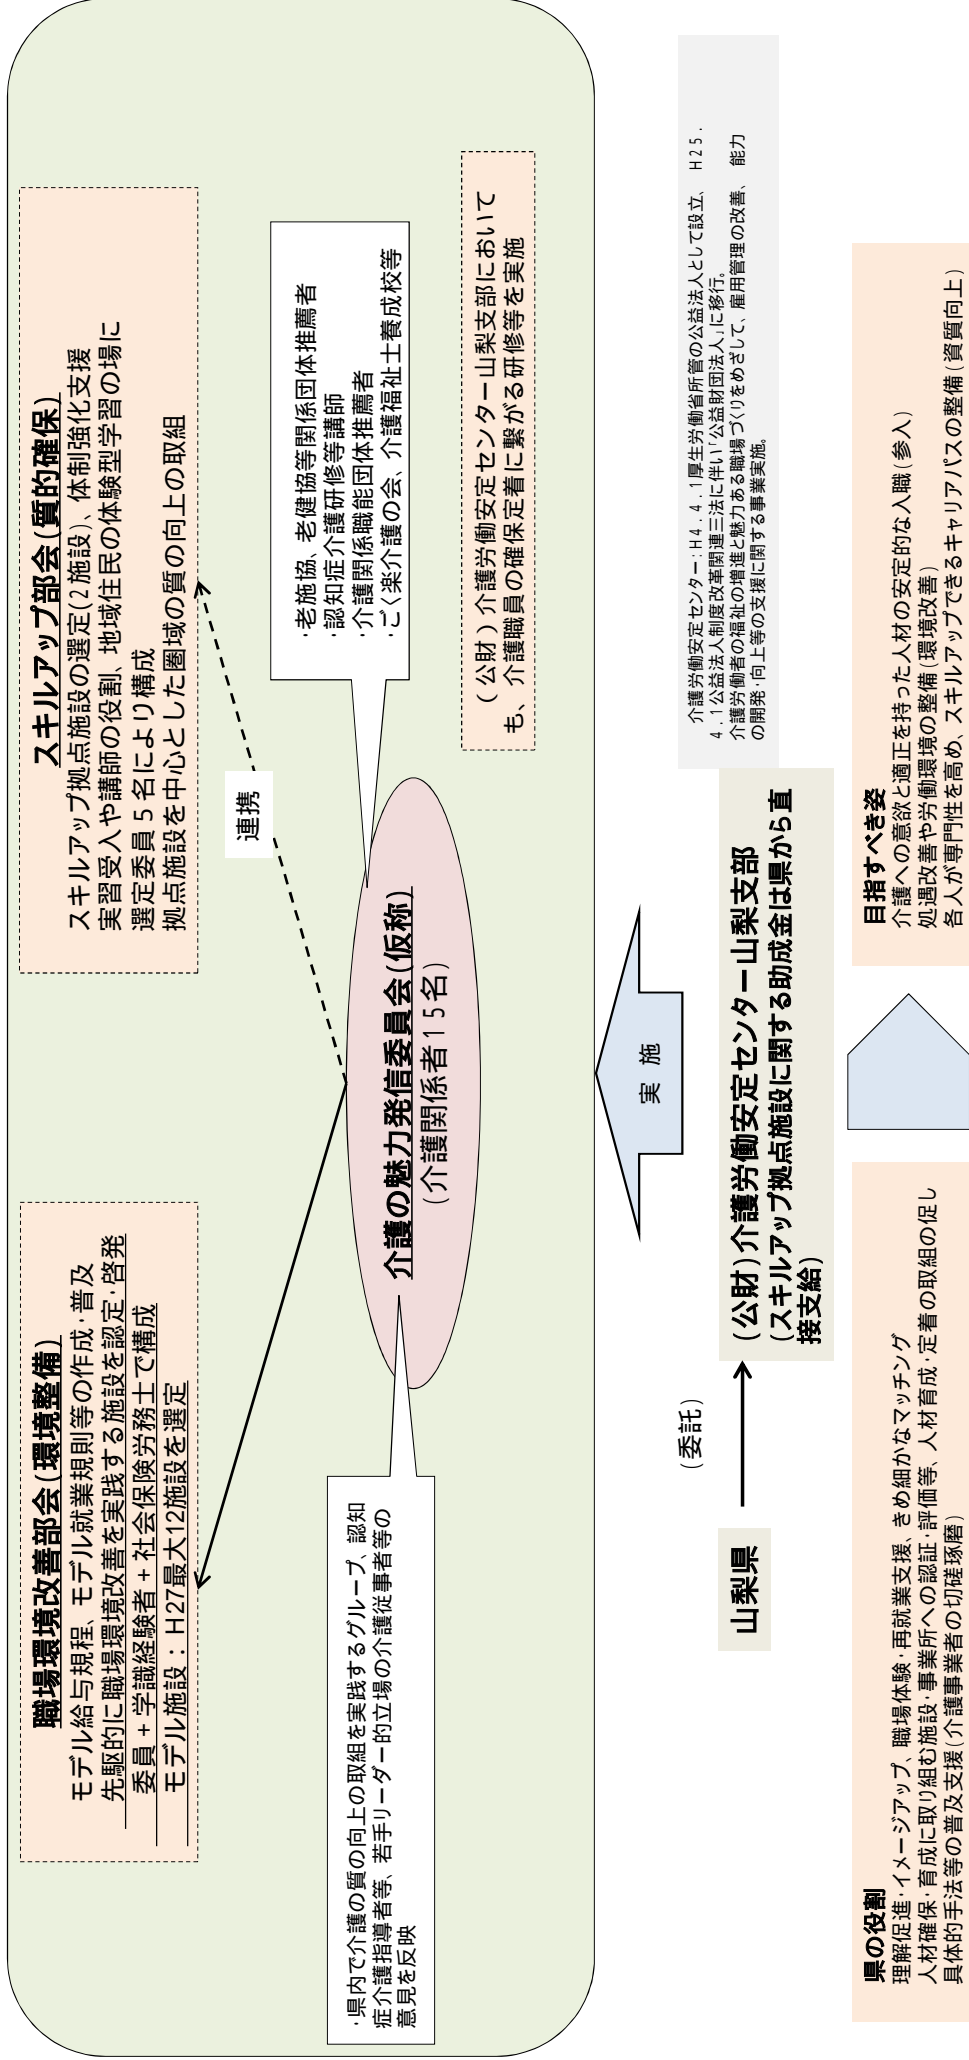 職場環境改善部会(環境整備)
モデル給与規程、モデル就業規則等の作成・普及
先駆的に職場環境改善を実践する施設を認定・啓発
委員+学識経験者+社会保険労務士で構成
モデル施設:H27最大12施設を選定
スキルアップ部会(質的確保)
スキルアップ拠点施設の選定(2施設)、体制強化支援
実習受入や講師の役割、地域住民の体験型学習の場に
選定委員5名により構成
拠点施設を中心とした圏域の質の向上の取組
連携
・老施協、老健協等関係団体推薦者
・認知症介護研修等講師
・介護関係職能団体推薦者
・ごく楽介護の会、介護福祉士養成校等
介護の魅力発信委員会(仮称)
(介護関係者15名)
・県内で介護の質の向上の取組を実践するグループ、認知
症介護指導者等、若手リーダー的立場の介護従事者等の
意見を反映
(公財)介護労働安定センター山梨支部において
も、介護職員の確保定着に繋がる研修等を実施
実 施
山梨県
(委託)
(公財)介護労働安定センター山梨支部
(スキルアップ拠点施設に関する助成金は県から直
接支給)
介護労働安定センター:H4.4.1厚生労働省所管の公益法人として設立、 H25.
4.1公益法人制度改革関連三法に伴い「公益財団法人」に移行。
介護労働者の福祉の増進と魅力ある職場づくりをめざして、雇用管理の改善、 能力
の開発・向上等の支援に関する事業実施。
県の役割
理解促進・イメージアップ、職場体験・再就業支援、きめ細かなマッチング
人材確保・育成に取り組む施設・事業所への認証・評価等、人材育成・定着の取組の促し
具体的手法等の普及支援(介護事業者の切磋琢磨)
目指すべき姿
介護への意欲と適正を持った人材の安定的な入職(参入)
処遇改善や労働環境の整備(環境改善)
各人が専門性を高め、スキルアップできるキャリアパスの整備(資質向上)